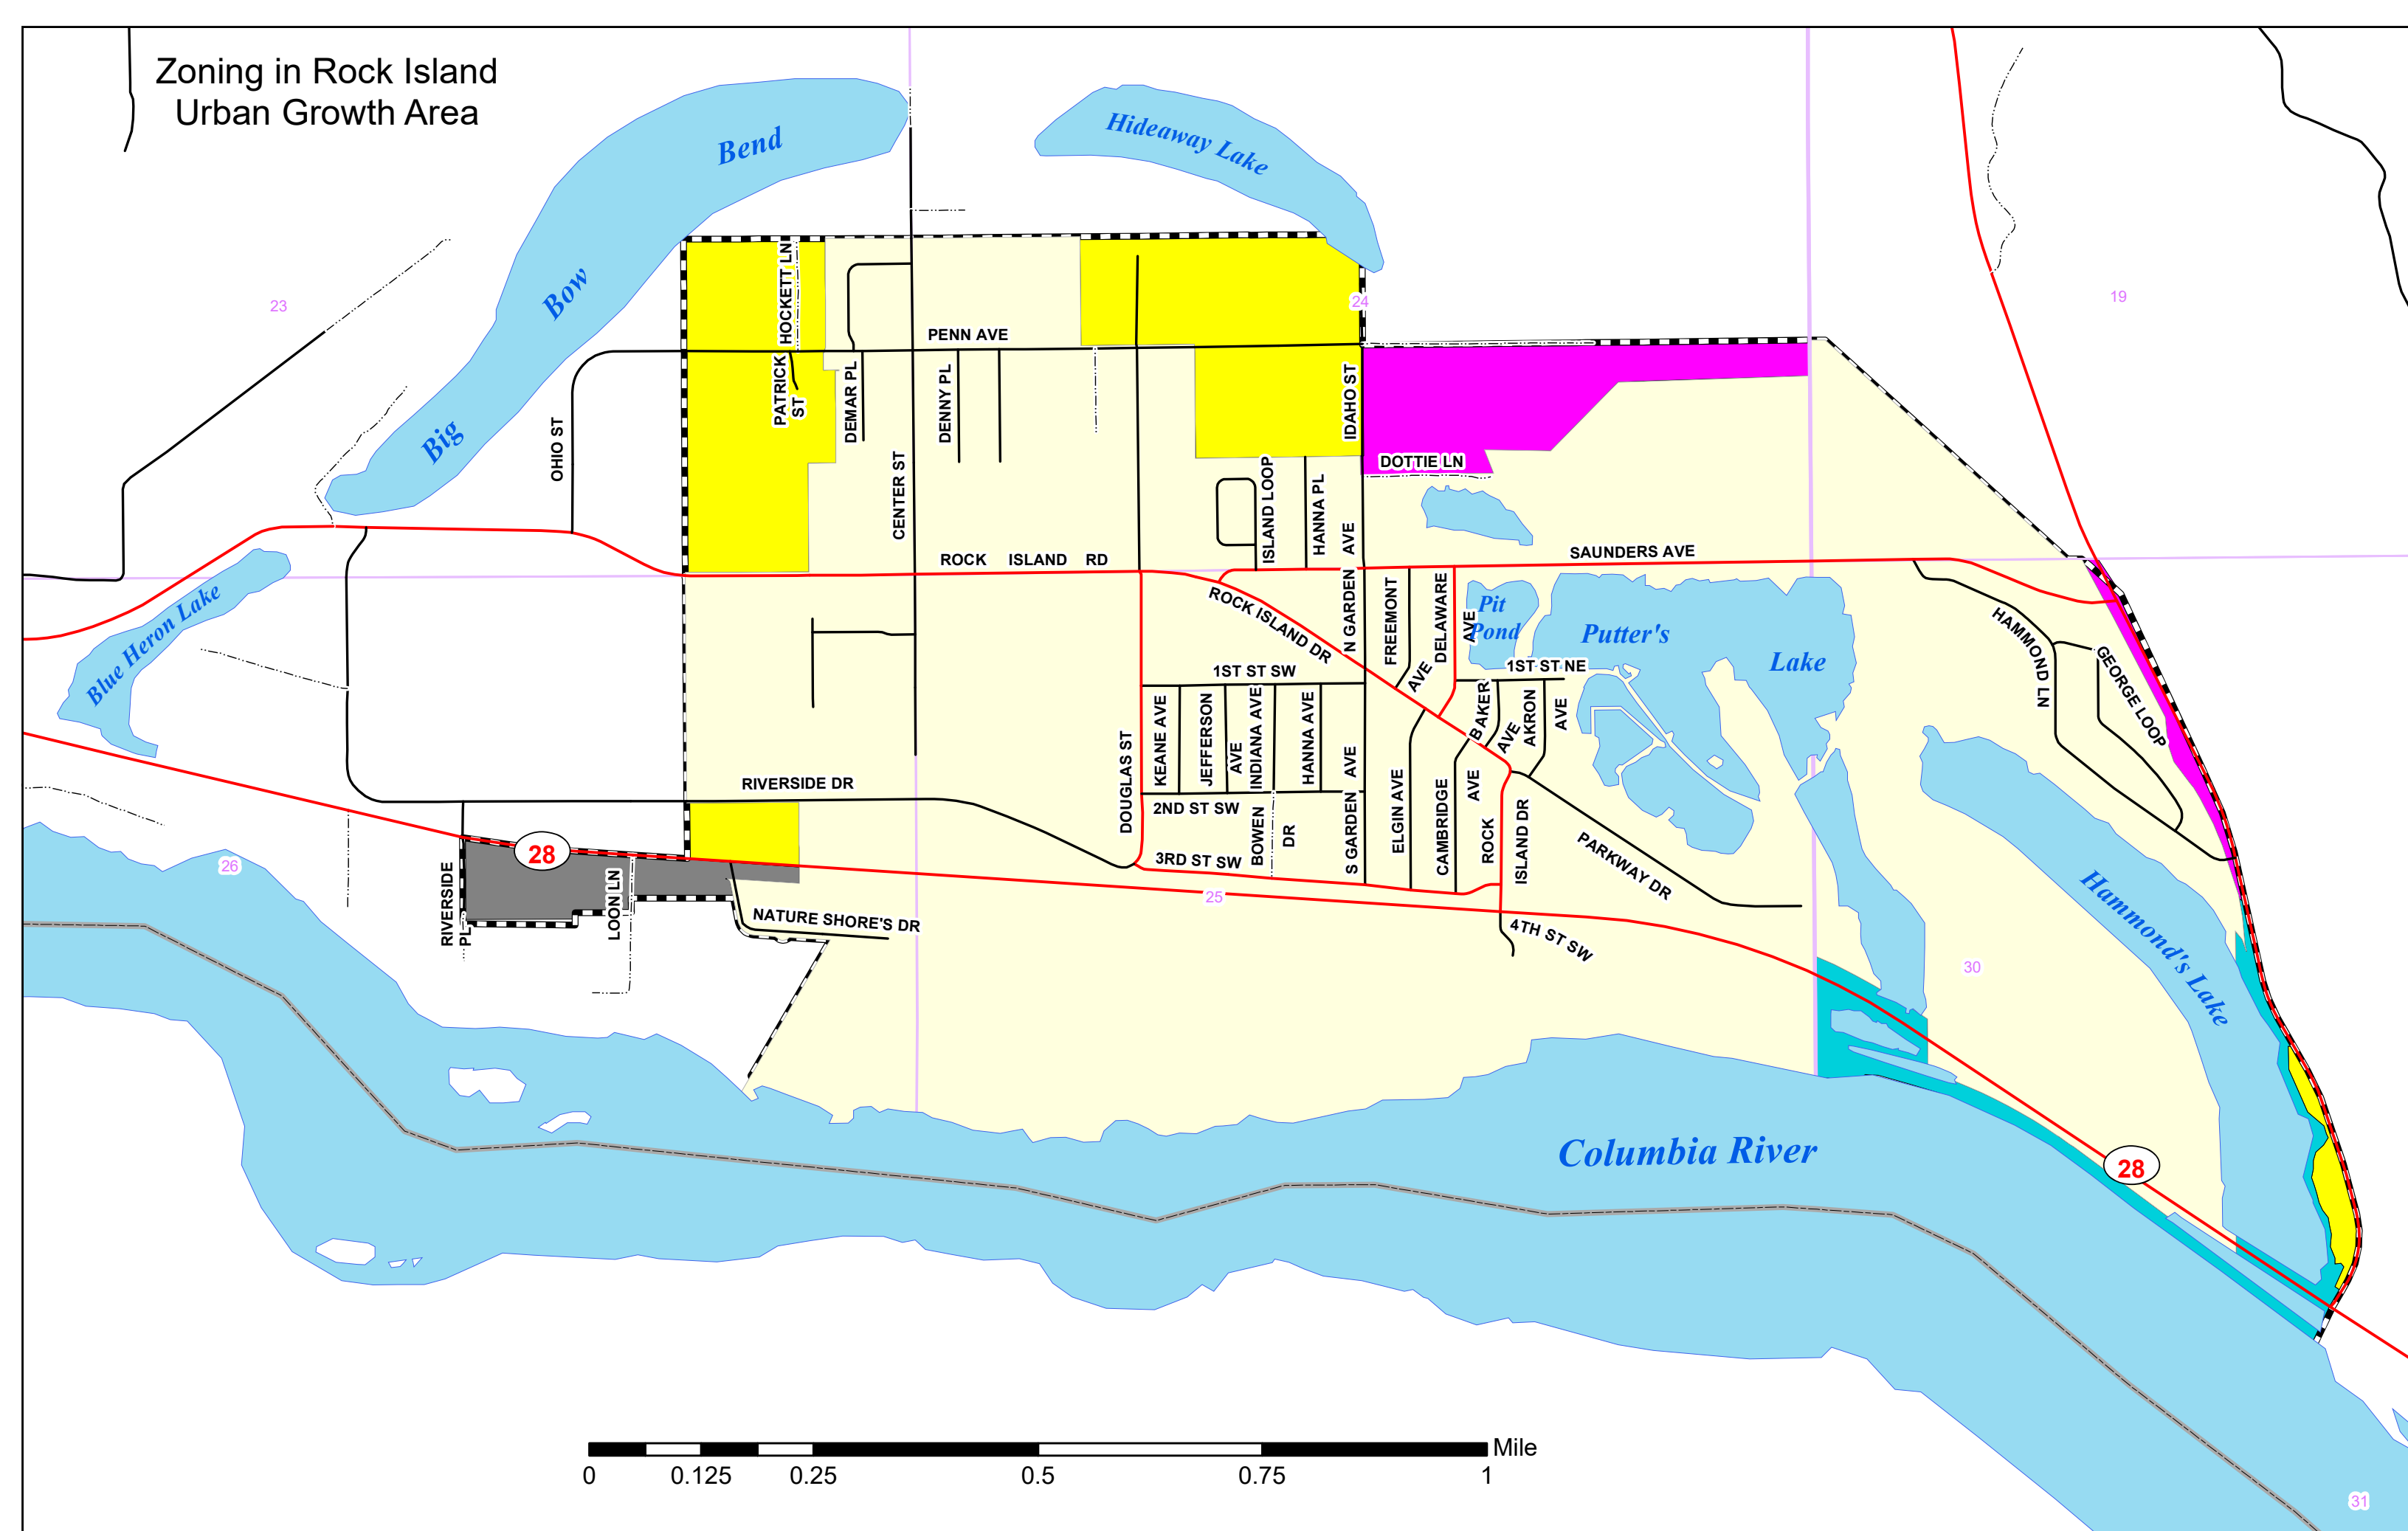 Zoning in Rock Island
Urban Growth Area
Bend
Hideaway Lake
Bow
Big
23
24
19
HOCKETT LN
PENN AVE
PATRICK
ST
DEMAR PL
DENNY PL
IDAHO ST
OHIO ST
CENTER ST
DOTTIE LN
ISLAND LOOP
HANNA PL
ROCK ISLAND RD
SAUNDERS AVE
N GARDEN AVE
ROCK ISLAND DR
FREEMONT
AVE
DELAWARE
AVE
Pit
Pond
Putter's
Lake
Blue Heron Lake
HAMMOND LN
GEORGE LOOP
1ST ST SW
1ST ST NE
KEANE AVE
JEFFERSON
AVE
INDIANA AVE
HANNA AVE
BAKER
AVE
AKRON
AVE
DOUGLAS ST
RIVERSIDE DR
2ND ST SW
BOWEN
DR
S GARDEN AVE
ELGIN AVE
CAMBRIDGE
AVE
ROCK
ISLAND DR
PARKWAY DR
3RD ST SW
28
26
RIVERSIDE
PL
LOON LN
25
NATURE SHORE'S DR
4TH ST SW
30
Hammond's Lake
Columbia River
28
Mile
0 0.125 0.25 0.5 0.75 1
31